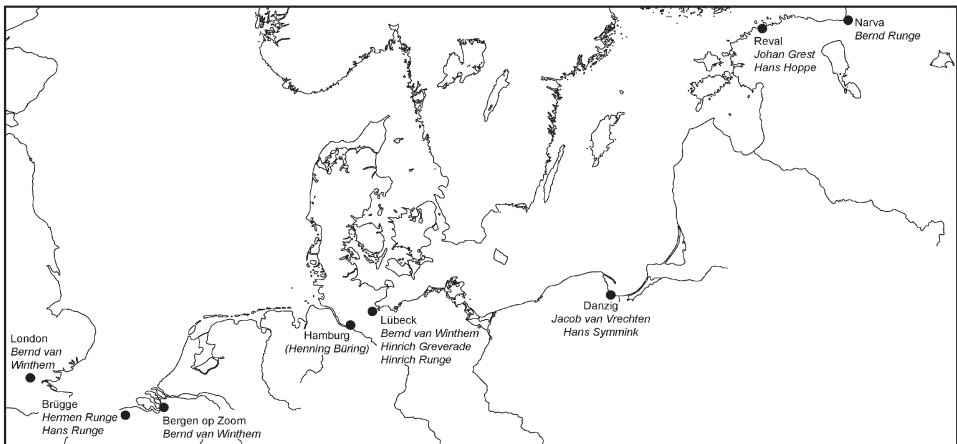 Narva
Bernd Runge
Reval
Johan Grest
Hans Hoppe
Danzig
Jacob van Vrechten
Hans Symmink
Lübeck
Bernd van Winthem
Hinrich Greverade
Hinrich Runge
Hamburg
(Henning Büring)
London
Bernd van
Winthem
Brügge
Hermen Runge
Hans Runge
Bergen op Zoom
Bernd van Winthem